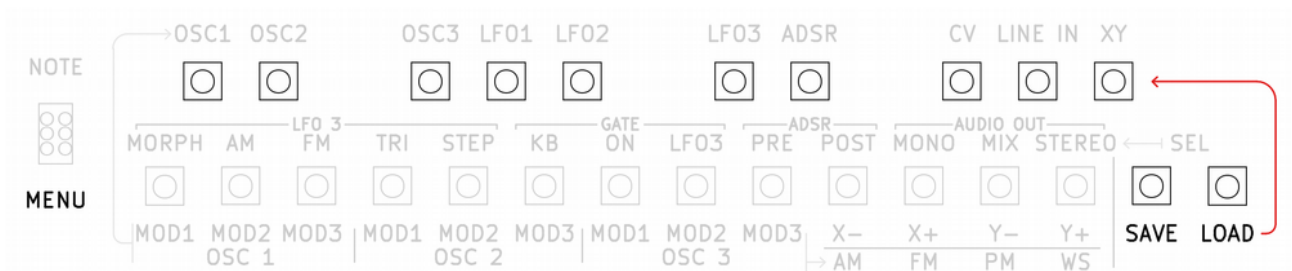 OSC1 OSC2 OSC3 LFO1 LFO2 LFO3 ADSR CV LINE IN XY
NOTE
LFO 3 GATE ADSR AUDIO OUT
MORPH AM FM TRI STEP KB ON LFO3 PRE POST MONO MIX STEREO SEL
MENU
MOD1 MOD2 MOD3 MOD1 MOD2 MOD3 MOD1 MOD2 MOD3 X− X+ Y− Y+ SAVE LOAD
OSC 1 OSC 2 OSC 3 AM FM PM WS